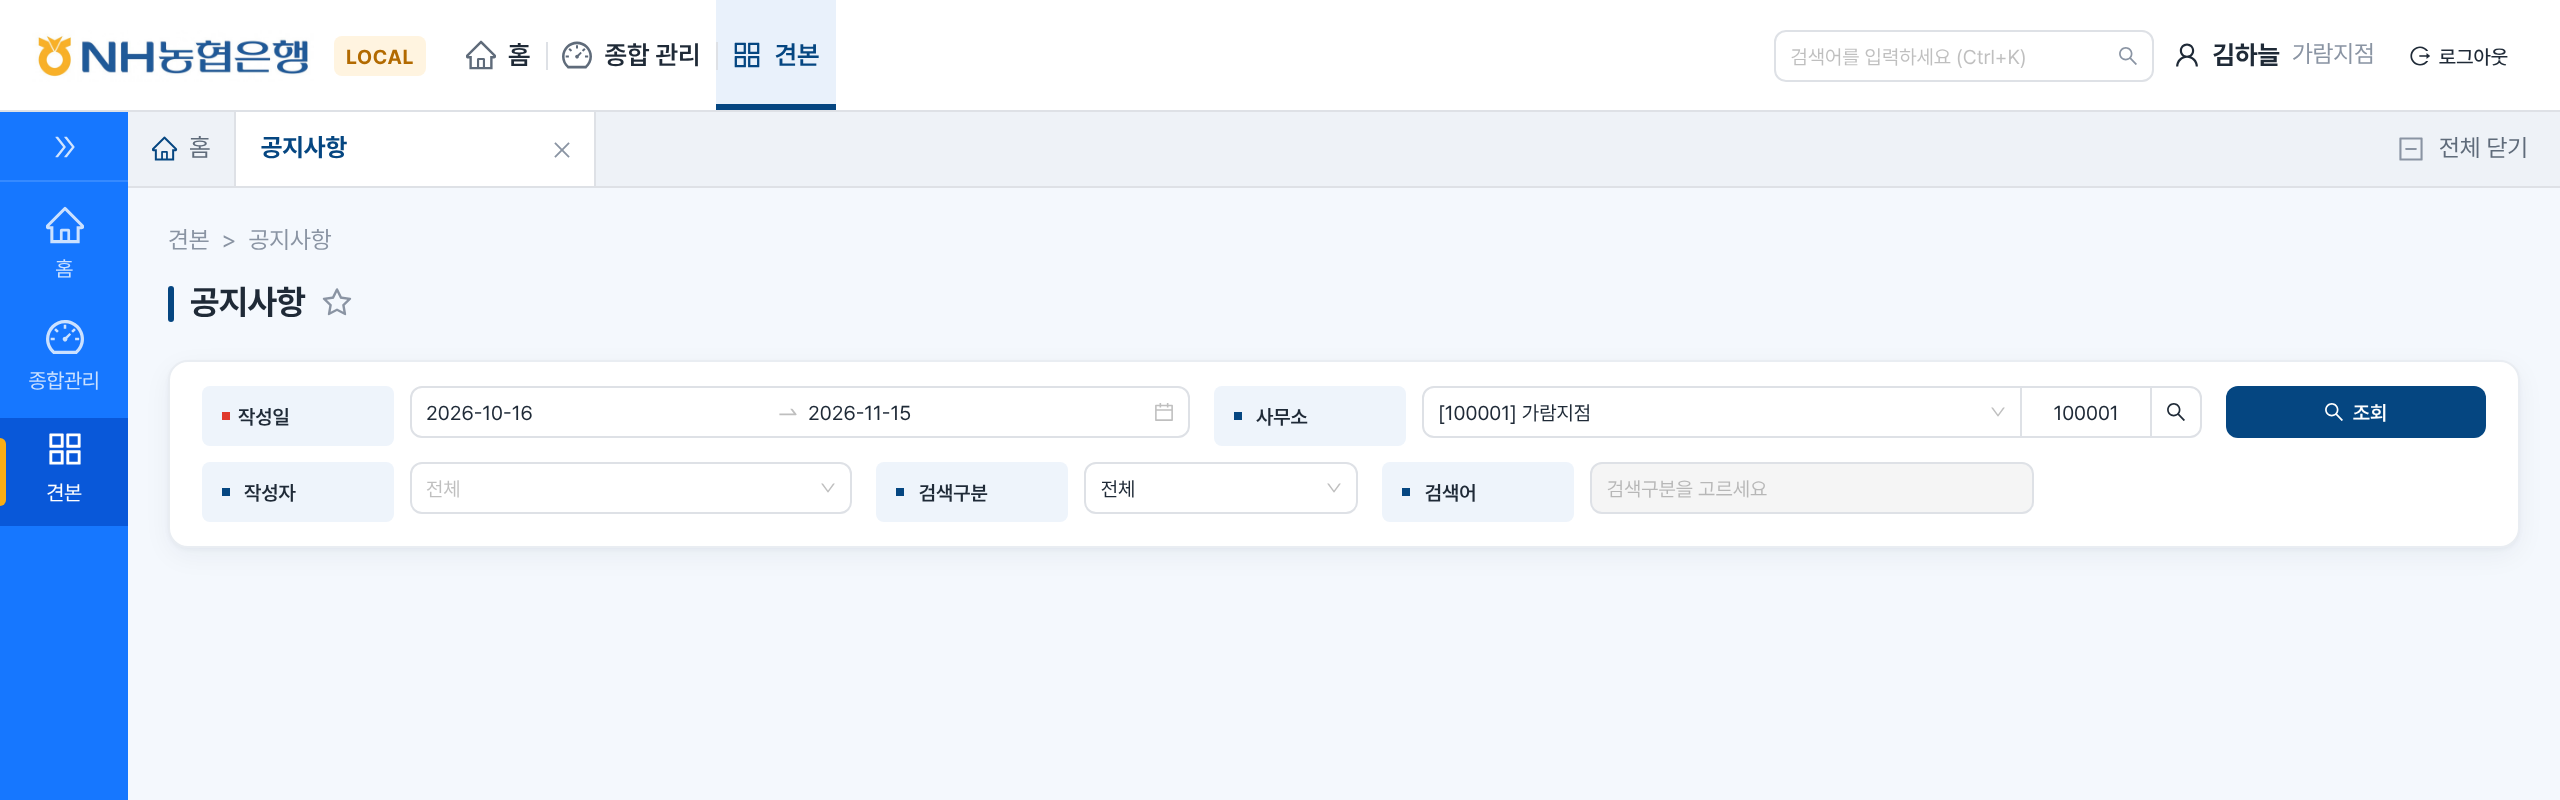 NH농협은행 LOCAL 홈 종합 관리 견본 검색어를 입력하세요 (Ctrl+K) 김하늘 가람지점 로그아웃
홈 공지사항 전체 닫기
견본 > 공지사항
홈
공지사항
종합관리
작성일 2026-10-16 → 2026-11-15 사무소 [100001] 가람지점 100001 조회
견본
작성자 전체 검색구분 전체 검색어 검색구분을 고르세요